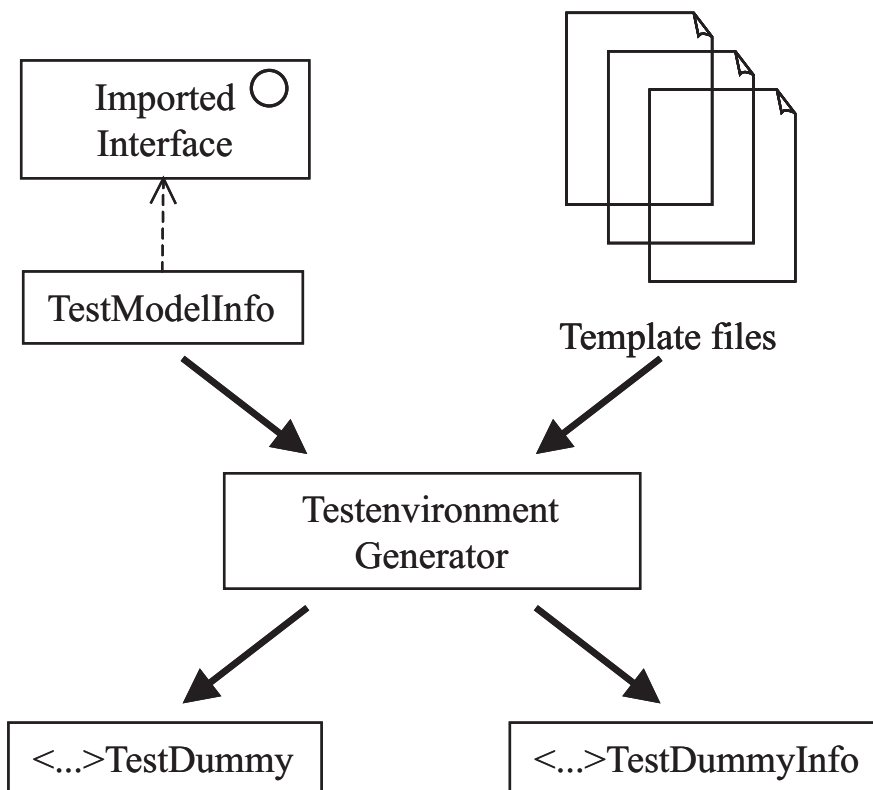 Imported
Interface
TestModelInfo
Template files
Testenvironment
Generator
<...>TestDummy
<...>TestDummyInfo